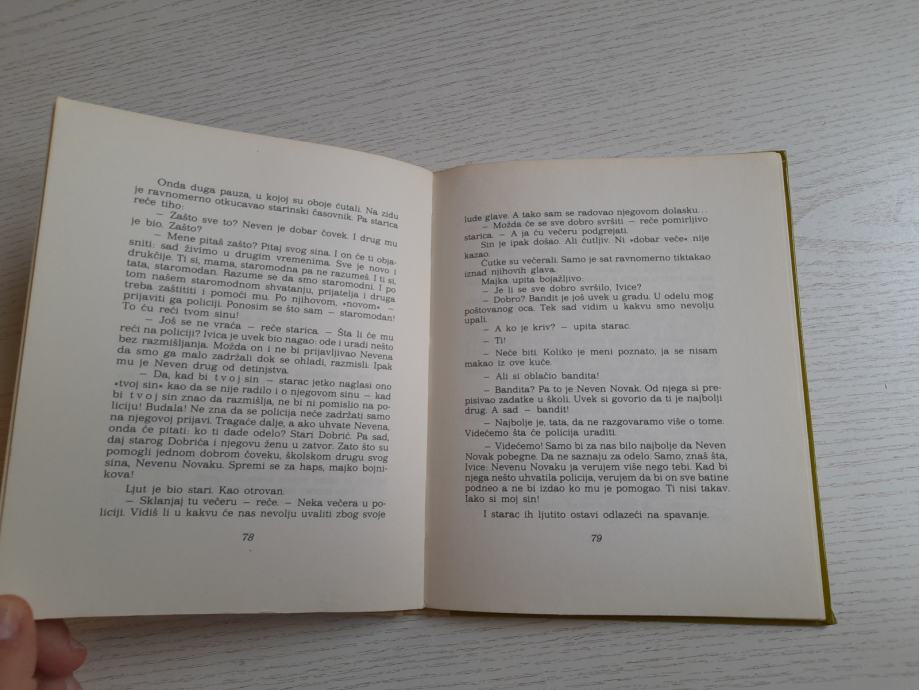 Onda duga pauza, u kojoj su oboje ćutali. Na zidu
je ravnomerno otkucavao starinski časovnik. Pa starica
reče tiho:
— Zašto sve to? Neven je dobar čovek. I drug mu
je bio. Zašto?
— Mene pitaš zašto? Pitaj svog sina. I on će ti obja-
sniti: sad živimo u drugim vremenima. Sve je novo i
drukčije. Ti si, mama, staromodna pa ne razumeš. I ti si,
tata, staromodan. Razume se da smo staromodni. I po
tom našem staromodnom shvatanju, prijatelja i druga
treba zaštititi i pomoći mu. Po njihovom, »novom« —
prijaviti ga policiji. Ponosim se što sam — staromodan!
To ću reći tvom sinu!
— Još se ne vraća — reče starica. — Šta li će mu
reći na policiji? Ivica je uvek bio nagao: ode i uradi nešto
bez razmišljanja. Možda on i ne bi prijavljivao Nevena
da smo ga malo zadržali dok se ohladi, razmisli. Ipak
mu je Neven drug od detinjstva.
— Da, kad bi tvoj sin — starac jetko naglasi ono
»tvoj sin« kao da se nije radilo i o njegovom sinu — kad
bi tvoj sin znao da razmišlja, ne bi ni pomislio na po-
liciju! Budala! Ne zna da se policija neće zadržati samo
na njegovoj prijavi. Tragaće dalje, a ako uhvate Nevena,
onda će pitati: ko ti dade odelo? Stari Dobrić. Pa sad,
daj starog Dobrića i njegovu ženu u zatvor. Zato što su
pomogli jednom dobrom čoveku, školskom drugu svog
sina, Nevenu Novaku. Spremi se za haps, majko bojni-
kova!
Ljut je bio stari. Kao otrovan.
— Sklanjaj tu večeru — reče. — Neka večera u po-
liciji. Vidiš li u kakvu će nas nevolju uvaliti zbog svoje
78
lude glave. A tako sam se radovao njegovom dolasku...
— Možda će se sve dobro svršiti — reče pomirljivo
starica. — A ja ću večeru podgrejati.
Sin je ipak došao. Ali ćutljiv. Ni »dobar veče« nije
kazao.
Ćutke su večerali. Samo je sat ravnomerno tiktakao
iznad njihovih glava.
Majka upita bojažljivo:
— Je li se sve dobro svršilo, Ivice?
— Dobro? Bandit je još uvek u gradu. U odelu mog
poštovanog oca. Tek sad vidim u kakvu smo nevolju
upali.
— A ko je kriv? — upita starac.
— Ti!
— Neće biti. Koliko je meni poznato, ja se nisam
makao iz ove kuće.
— Ali si oblačio bandita!
— Bandita? Pa to je Neven Novak. Od njega si pre-
pisivao zadatke u školi. Uvek si govorio da ti je najbolji
drug. A sad — bandit!
— Najbolje je, tata, da ne razgovaramo više o tome.
Videćemo šta će policija uraditi.
— Videćemo! Samo bi za nas bilo najbolje da Neven
Novak pobegne. Da ne saznaju za odelo. Samo, znaš šta,
Ivice: Nevenu Novaku ja verujem više nego tebi. Kad bi
njega nešto uhvatila policija, verujem da bi on sve batine
podneo a ne bi izdao ko mu je pomogao. Ti nisi takav.
Iako si moj sin!
I starac ih ljutito ostavi odlazeći na spavanje.
79